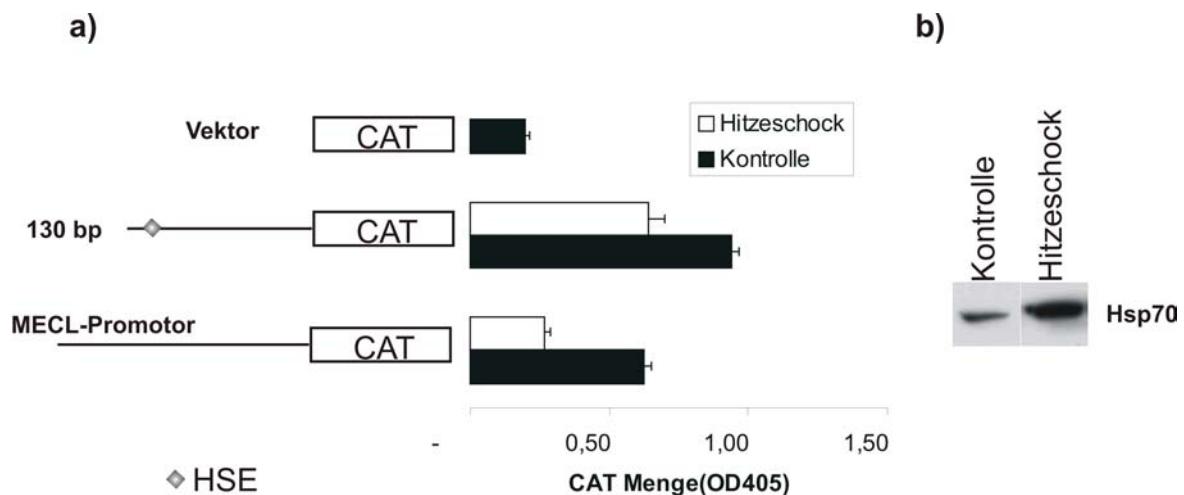 a)
b)
Vektor
CAT
Hitzeschock
Kontrolle
130 bp
CAT
MECL-Promotor
CAT
-
0,50
1,00
1,50
HSE
CAT Menge(OD405)
Kontrolle
Hitzeschock
Hsp70